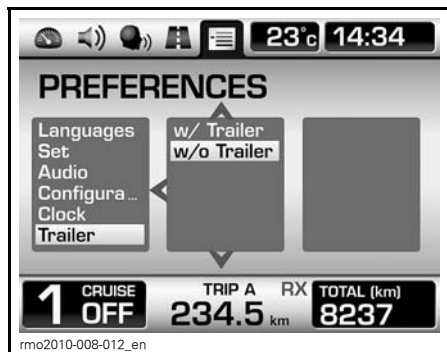 23°c 14:34
PREFERENCES
Languages
Set
Audio
Configura...
Clock
Trailer
w/ Trailer
w/o Trailer
1 CRUISE OFF
TRIP A
234.5 km
RX
TOTAL (km)
8237
rmo2010-008-012_en